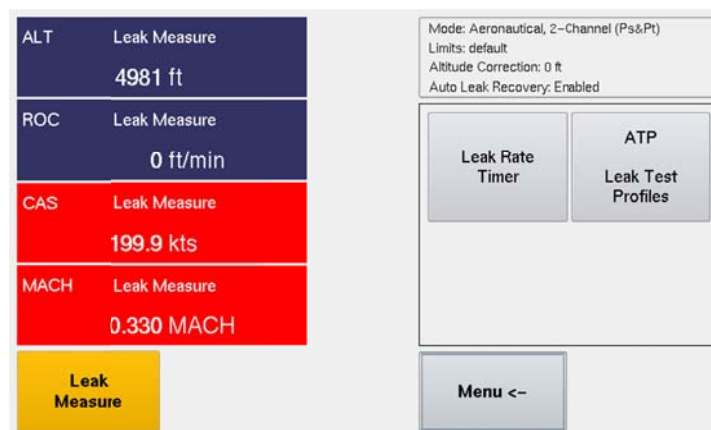 ALT Leak Measure
4981 ft
ROC Leak Measure
0 ft/min
CAS Leak Measure
199.9 kts
MACH Leak Measure
0.330 MACH
Leak
Measure
Mode: Aeronautical, 2-Channel (Ps&Pt)
Limits: default
Altitude Correction: 0 ft
Auto Leak Recovery: Enabled
Leak Rate
Timer
ATP
Leak Test
Profiles
Menu <-